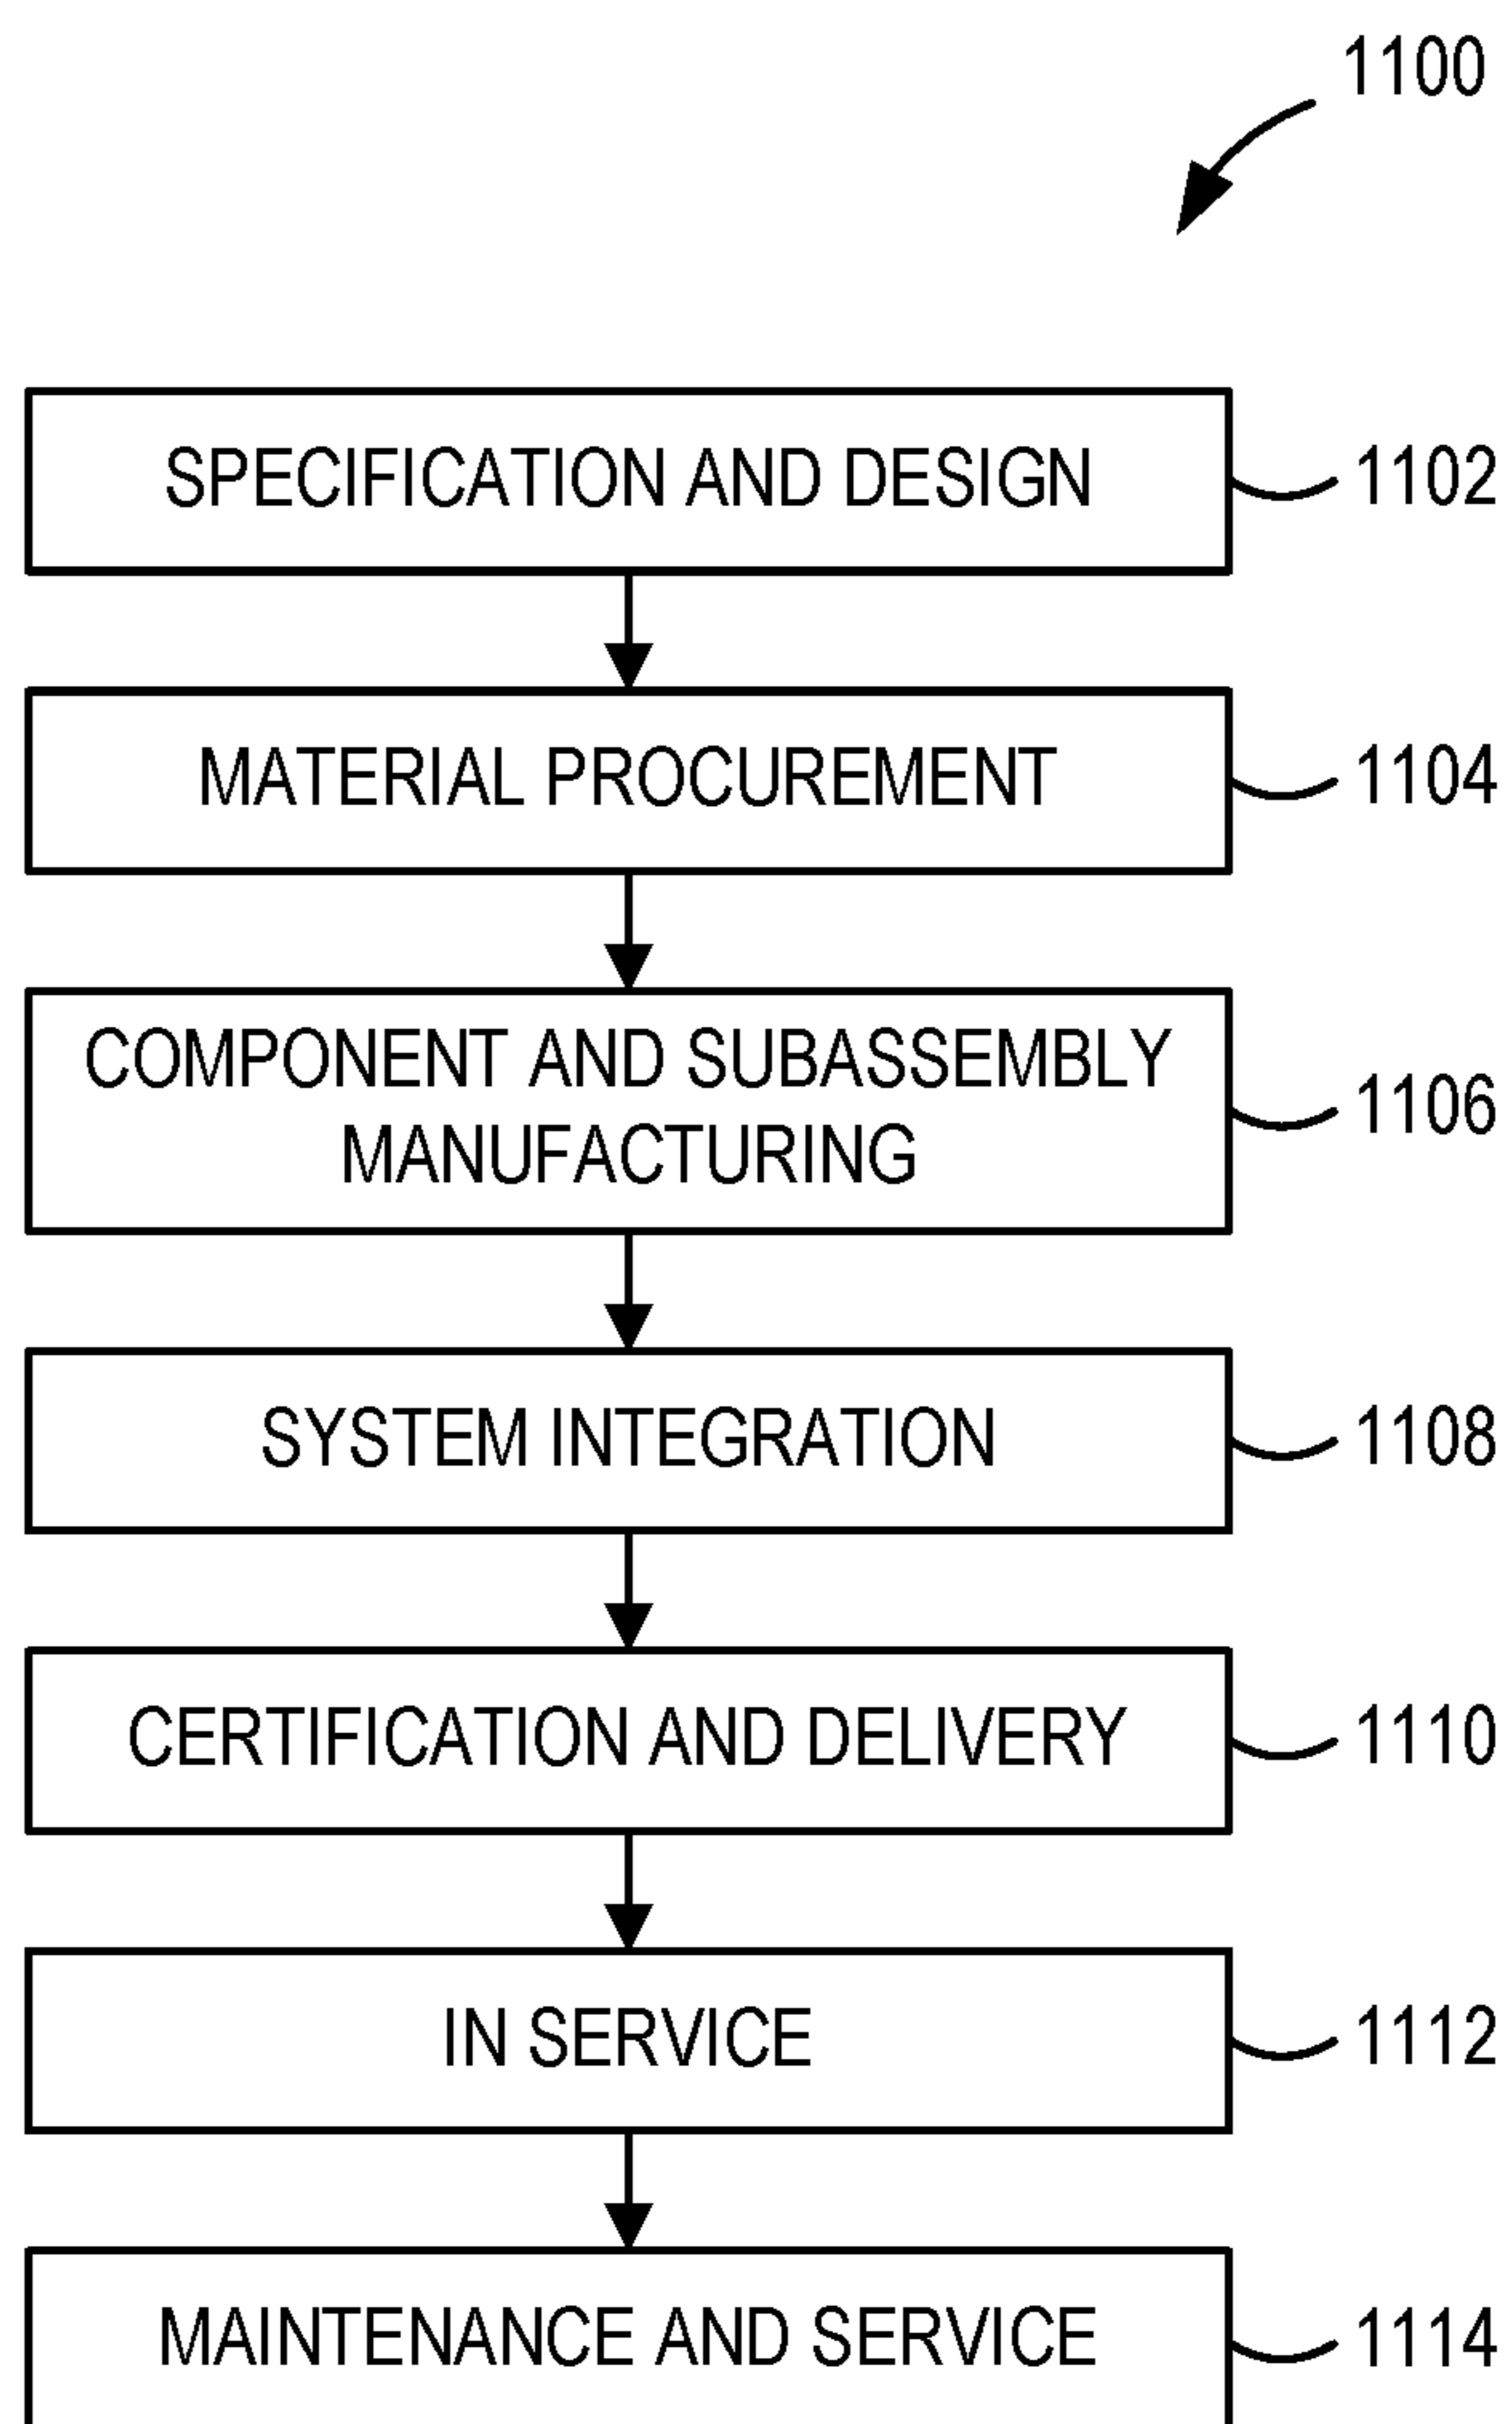 1100
SPECIFICATION AND DESIGN 1102
MATERIAL PROCUREMENT 1104
COMPONENT AND SUBASSEMBLY
MANUFACTURING 1106
SYSTEM INTEGRATION 1108
CERTIFICATION AND DELIVERY 1110
IN SERVICE 1112
MAINTENANCE AND SERVICE 1114